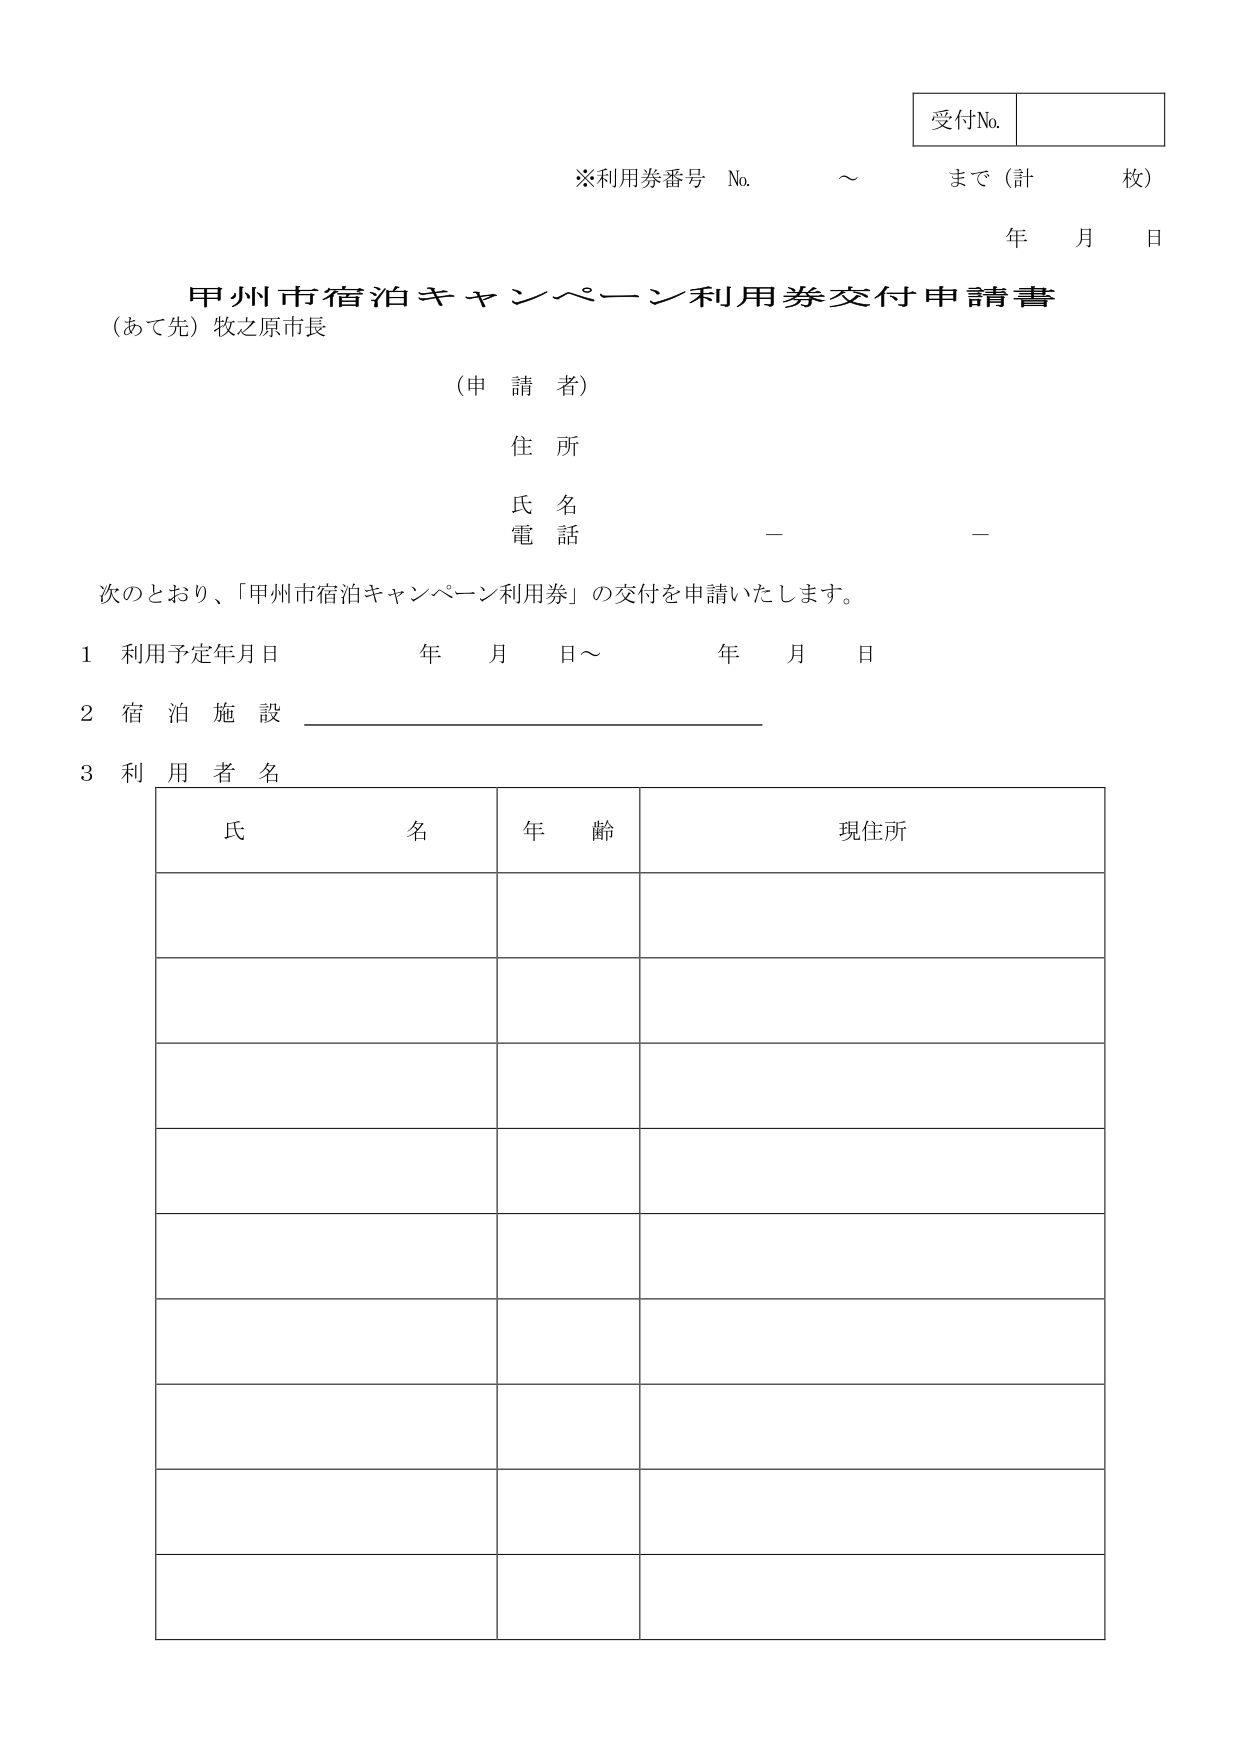 受付№
※利用券番号　№　　　　～　　　　まで（計　　　　枚）
年　　月　　日
甲州市宿泊キャンペーン利用券交付申請書
（あて先）牧之原市長
（申　請　者）
住　所
氏　名
電　話　　　　　　　　－　　　　　　　　－
次のとおり、「甲州市宿泊キャンペーン利用券」の交付を申請いたします。
１　利用予定年月日　　　　　　年　　月　　日～　　　　　年　　月　　日
２　宿　泊　施　設
３　利　用　者　名
氏　　　　　　　名　年　　齢　現住所